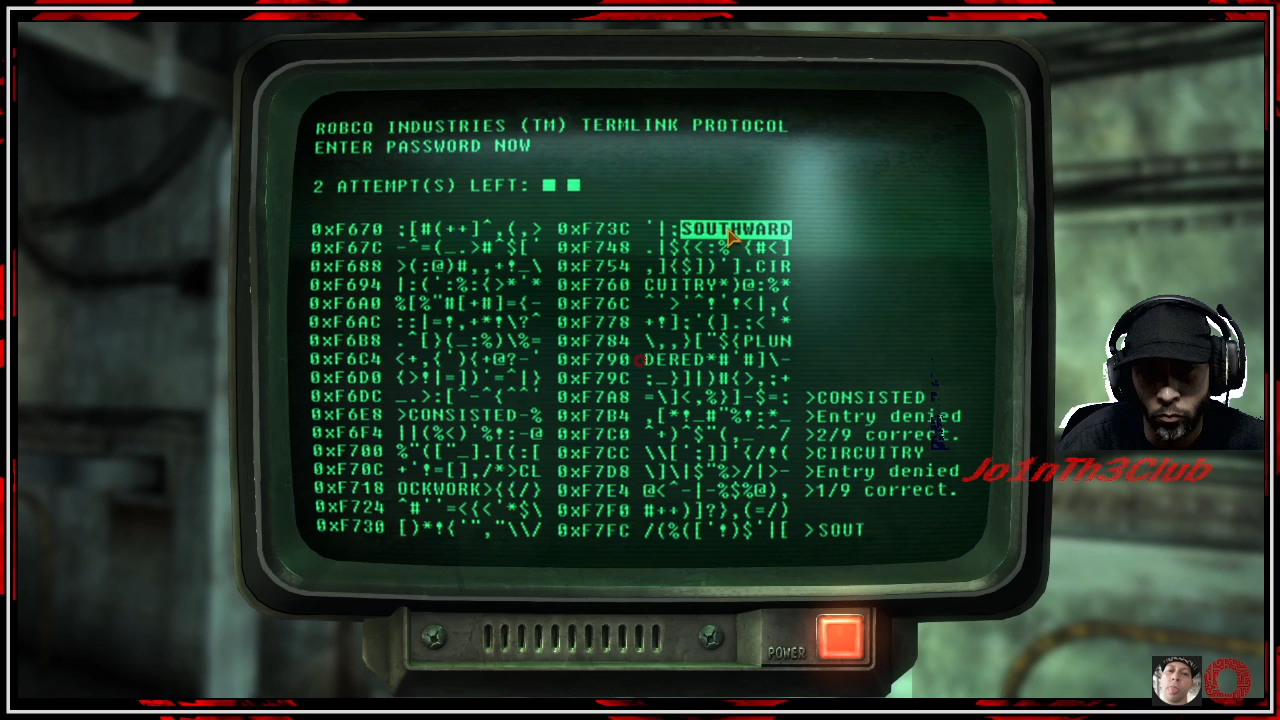 ROBCO INDUSTRIES (TM) TERMLINK PROTOCOL
ENTER PASSWORD NOW
2 ATTEMPT(S) LEFT:
0xF670 :[#(++]^,(,> 0xF73C '|;SOUTHWARD
0xF67C -^=(_.>#^$[' 0xF748
0xF688 >(:@)#,,+!_\ 0xF754 ,]{$])'].CIR
0xF694 |:(':%:{>*'* 0xF760 CUITRY*)@:%*
0xF6A0 %[%"#[+#]={- 0xF76C ^'>'^!'!<|,(
0xF6AC ::|=!,+*!\?^ 0xF778
0xF6B8 .^[}(_:%)\%= 0xF784 \,,}["${PLUN
0xF6C4 <+,{'){+@?-' 0xF790 DERED*#'#]\-
0xF6D0 {>!|=])'=^|} 0xF79C :_}]|)#{>,:+
0xF6DC 0xF7A8 =\]<,%}]-$=; >CONSISTED
0xF6E8 >CONSISTED-% 0xF7B4 ,[*!_#"%!:*_ >Entry denied
0xF6F4 ||(%<)'%!:-@ 0xF7C0 ^+)^$"(,_^^/ >2/9 correct.
0xF700 %"(["_].[(:[ 0xF7CC \\[';]]'{/!( >CIRCUITRY
0xF70C +'!=[],/*>CL 0xF7D8 \]\|$"%>/|>- >Entry denied
0xF718 OCKWORK>{{/} 0xF7E4 @<^-|-%$%@), >1/9 correct.
0xF724 ^#''=<{<'*$\ 0xF7F0 #++)]?},(=/)
0xF730 [)*!{'","\\/ 0xF7FC /(%(['!)$'|[ >SOUT
Jo1nTh3Club
POWER